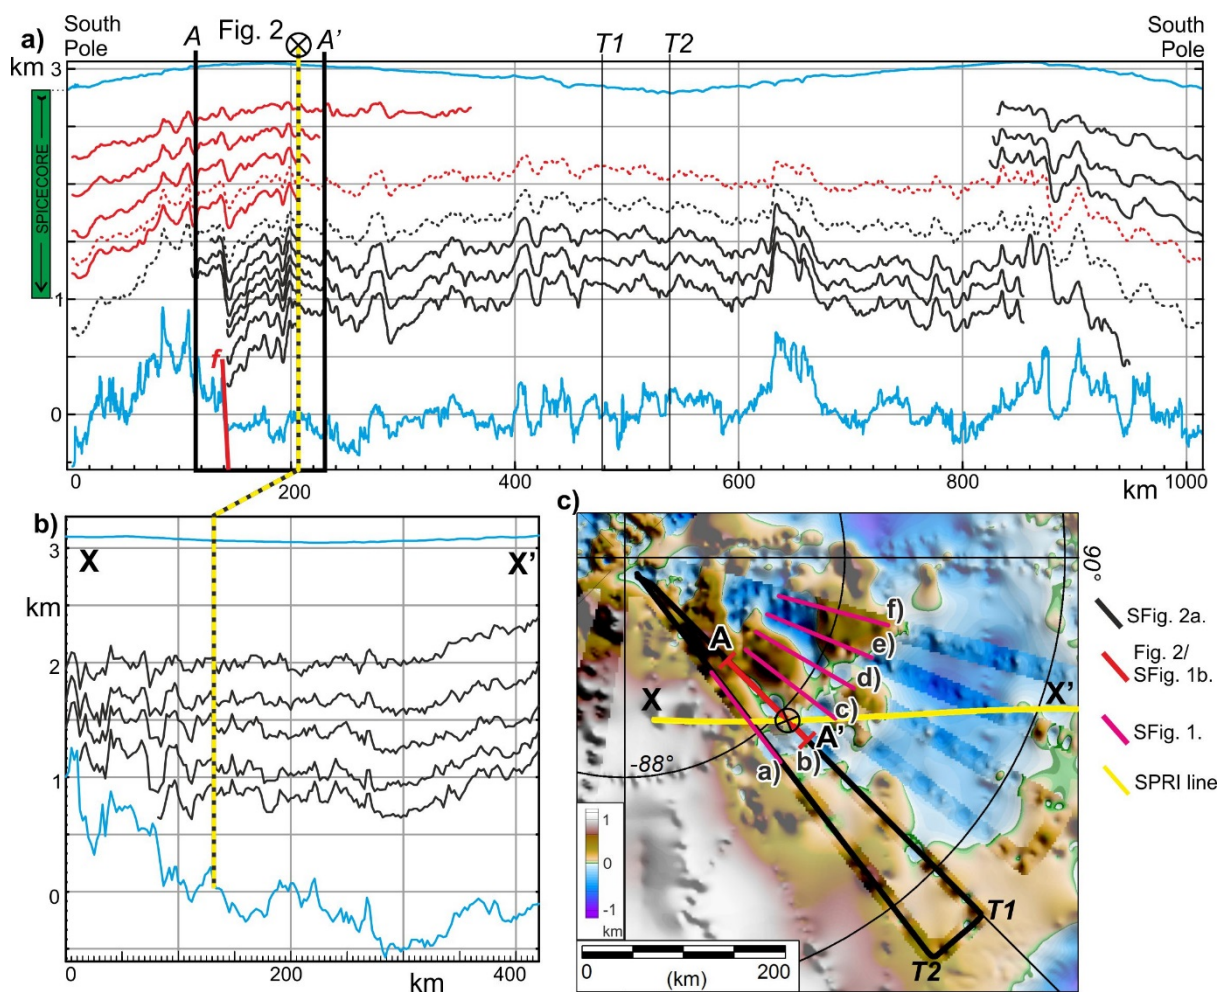 a)
South
Pole
A
Fig. 2
A'
T1
T2
South
Pole
km
3
SPICECORE
1
0
f
0
200
400
600
800
1000
km
b)
X
X'
3
km
2
1
0
0
200
km
400
c)
90°
A
f)
e)
d)
X
X'
c)
A'
b)
a)
-88°
1
0
-1
km
T1
T2
0
200
(km)
SFig. 2a.
Fig. 2/
SFig. 1b.
SFig. 1.
SPRI line